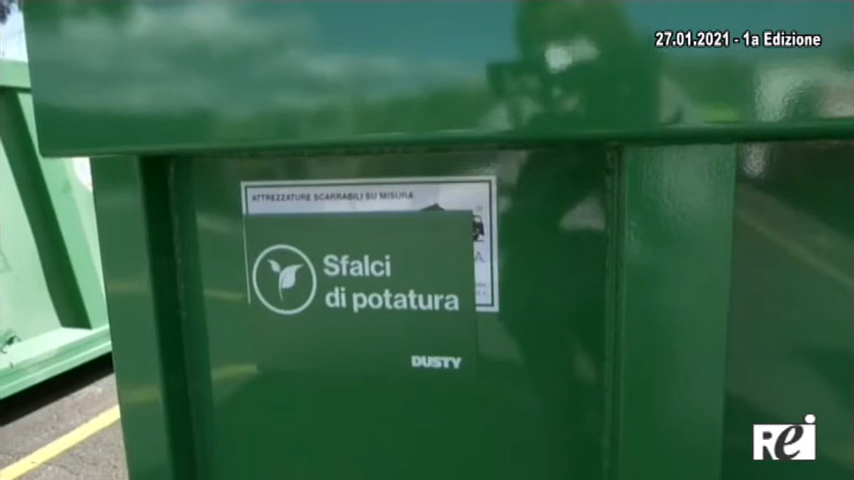 27.01.2021 - 1a Edizione
ATTREZZATURE SCARRABILI SU MISURA
Sfalci
di potatura
DUSTY
REi